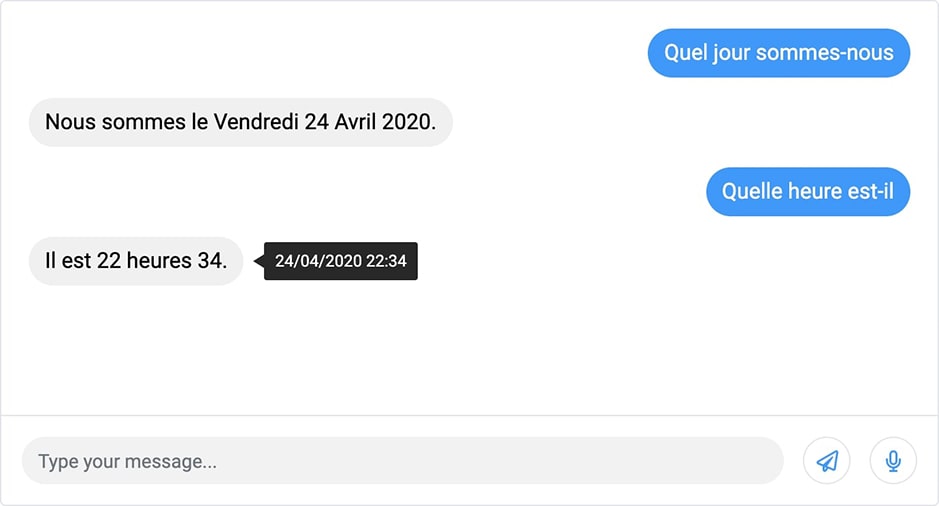 Quel jour sommes-nous
Nous sommes le Vendredi 24 Avril 2020.
Quelle heure est-il
Il est 22 heures 34.
24/04/2020 22:34
Type your message...